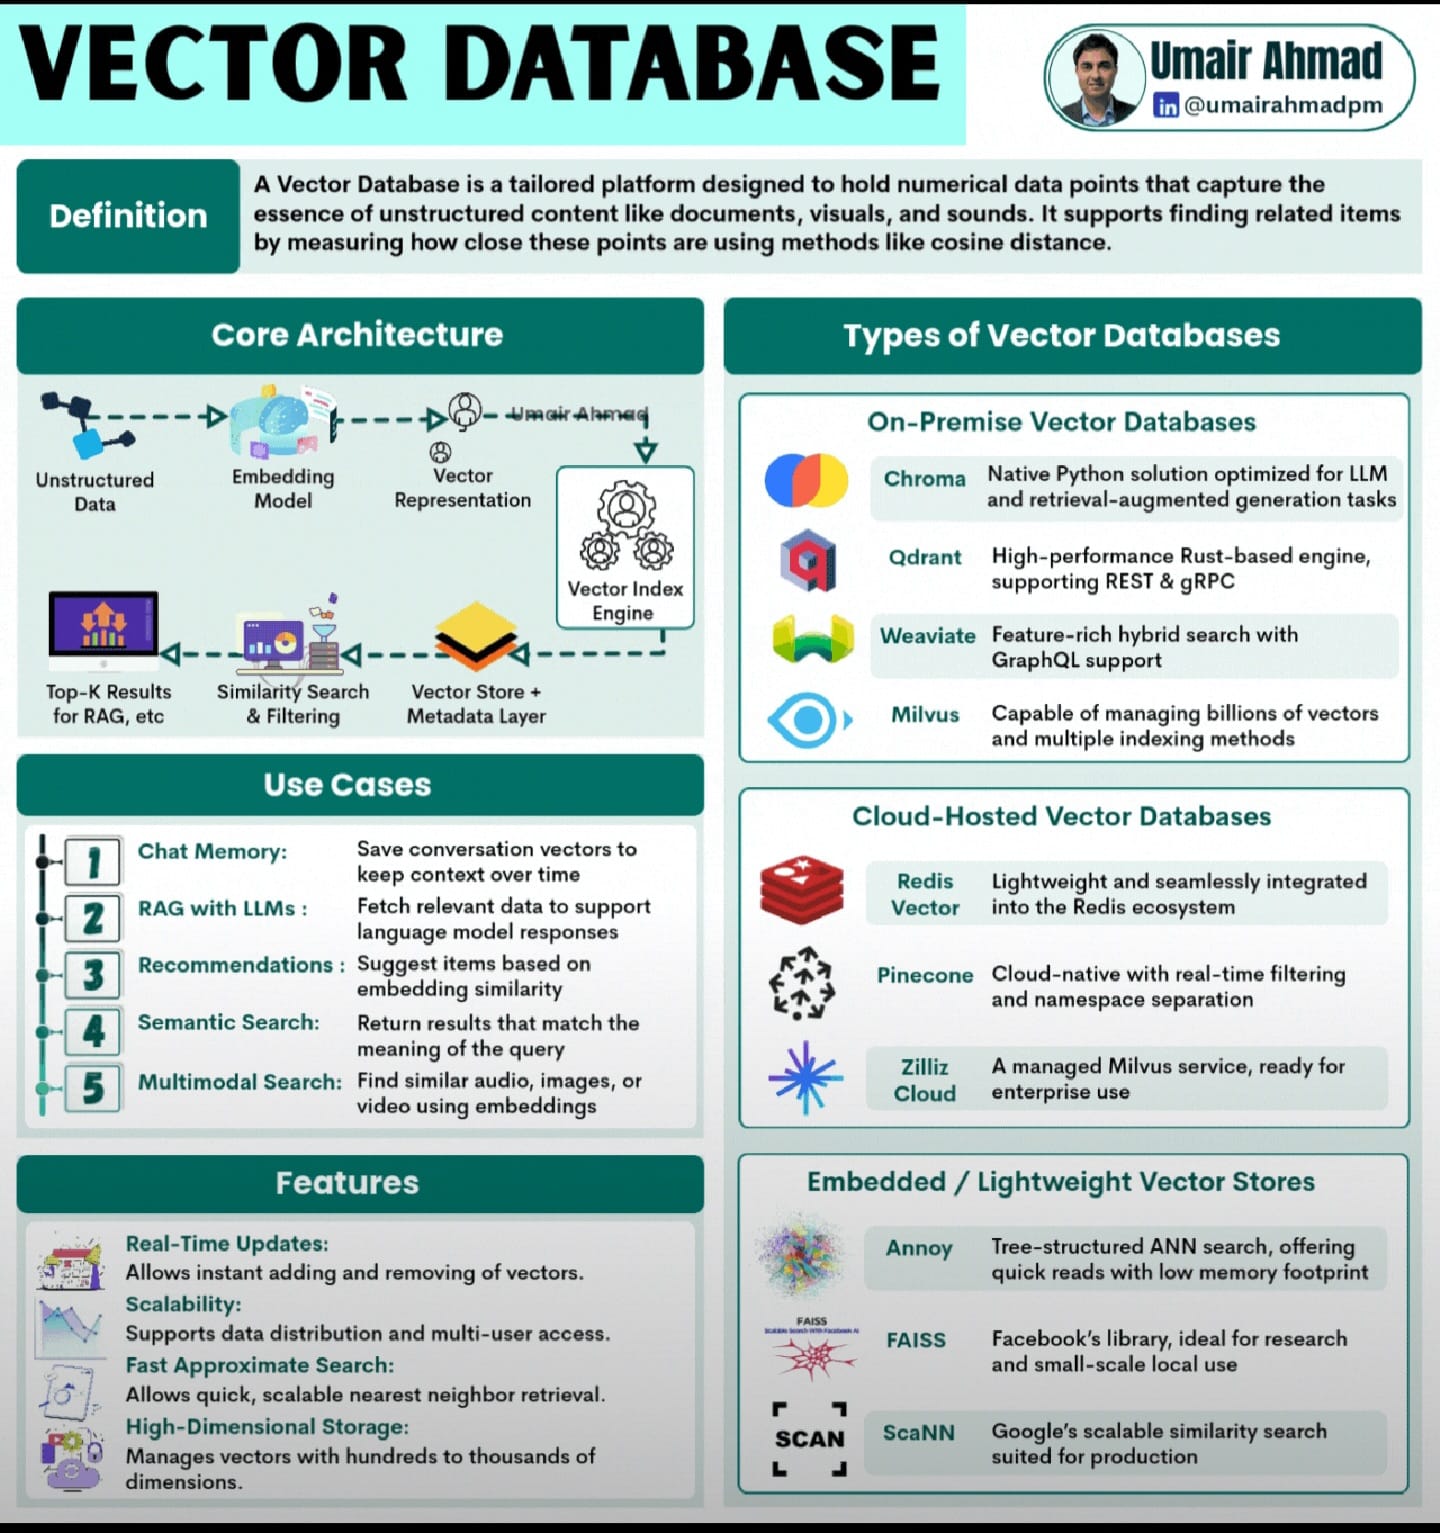 VECTOR DATABASE
Umair Ahmad
in @umairahmadpm
Definition
A Vector Database is a tailored platform designed to hold numerical data points that capture the
essence of unstructured content like documents, visuals, and sounds. It supports finding related items
by measuring how close these points are using methods like cosine distance.
Core Architecture
Umair Ahmad
Unstructured
Data
Embedding
Model
Vector
Representation
Vector Index
Engine
Top-K Results
for RAG, etc
Similarity Search
& Filtering
Vector Store +
Metadata Layer
Use Cases
1
Chat Memory:
Save conversation vectors to
keep context over time
2
RAG with LLMs :
Fetch relevant data to support
language model responses
3
Recommendations :
Suggest items based on
embedding similarity
4
Semantic Search:
Return results that match the
meaning of the query
5
Multimodal Search:
Find similar audio, images, or
video using embeddings
Features
Real-Time Updates:
Allows instant adding and removing of vectors.
Scalability:
Supports data distribution and multi-user access.
Fast Approximate Search:
Allows quick, scalable nearest neighbor retrieval.
High-Dimensional Storage:
Manages vectors with hundreds to thousands of
dimensions.
Types of Vector Databases
On-Premise Vector Databases
Chroma
Native Python solution optimized for LLM
and retrieval-augmented generation tasks
Qdrant
High-performance Rust-based engine,
supporting REST & gRPC
Weaviate
Feature-rich hybrid search with
GraphQL support
Milvus
Capable of managing billions of vectors
and multiple indexing methods
Cloud-Hosted Vector Databases
Redis
Vector
Lightweight and seamlessly integrated
into the Redis ecosystem
Pinecone
Cloud-native with real-time filtering
and namespace separation
Zilliz
Cloud
A managed Milvus service, ready for
enterprise use
Embedded / Lightweight Vector Stores
Annoy
Tree-structured ANN search, offering
quick reads with low memory footprint
FAISS
Scalable Search With Facebook AI
FAISS
Facebook's library, ideal for research
and small-scale local use
SCAN
ScaNN
Google's scalable similarity search
suited for production